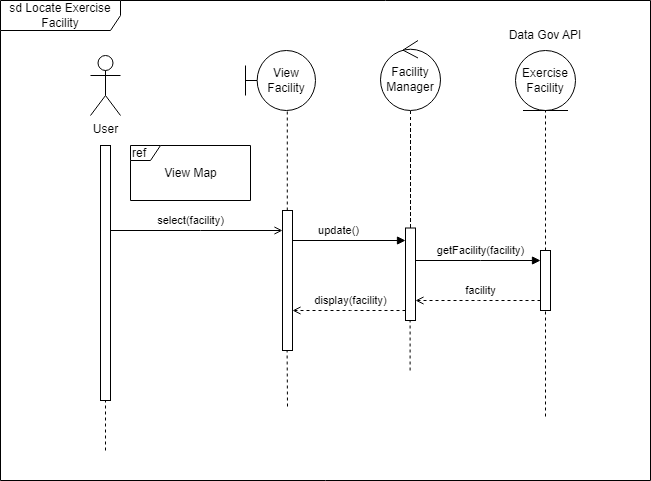 sd Locate Exercise
Facility
Data Gov API
View
Facility
Facility
Manager
Exercise
Facility
User
ref
View Map
select(facility)
update()
getFacility(facility)
facility
display(facility)